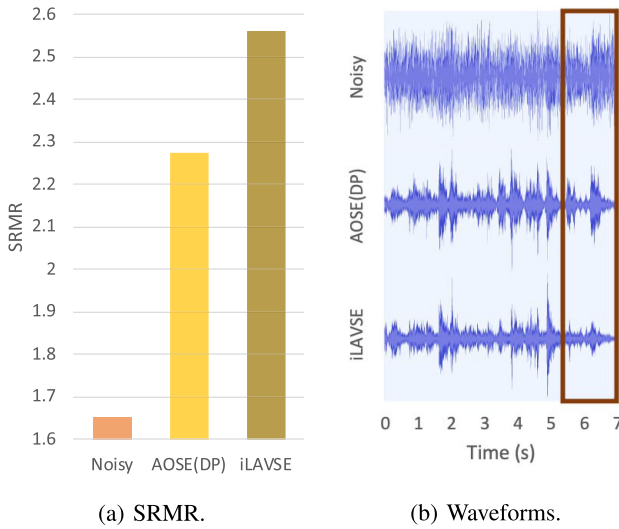 2.6
2.5
2.4
2.3
2.2
2.1
2
1.9
1.8
1.7
1.6
SRMR
Noisy AOSE(DP) iLAVSE
(a) SRMR.
Noisy
AOSE(DP)
iLAVSE
0 1 2 3 4 5 6 7
Time (s)
(b) Waveforms.